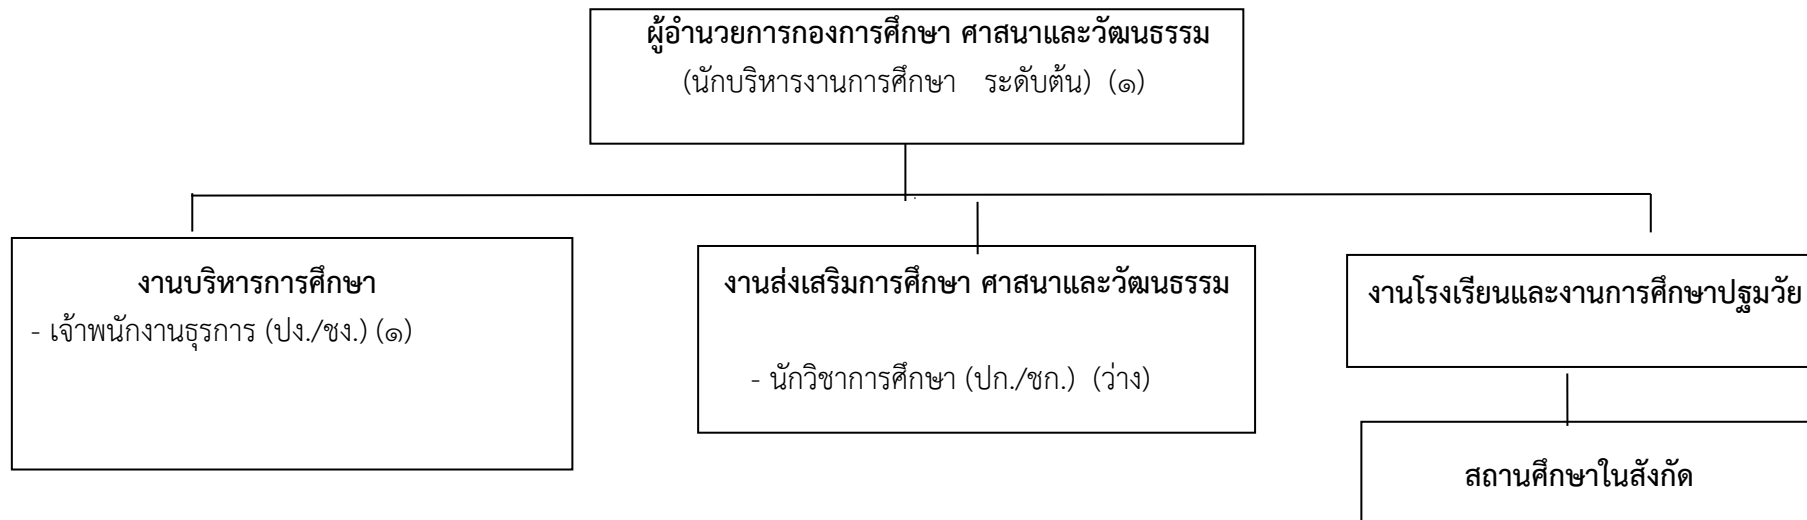 ผู้อำนวยการกองการศึกษา ศาสนาและวัฒนธรรม
(นักบริหารงานการศึกษา ระดับต้น) (๑)
งานบริหารการศึกษา
- เจ้าพนักงานธุรการ (ปง./ชง.) (๑)
งานส่งเสริมการศึกษา ศาสนาและวัฒนธรรม
- นักวิชาการศึกษา (ปก./ชก.) (ว่าง)
งานโรงเรียนและงานการศึกษาปฐมวัย
สถานศึกษาในสังกัด